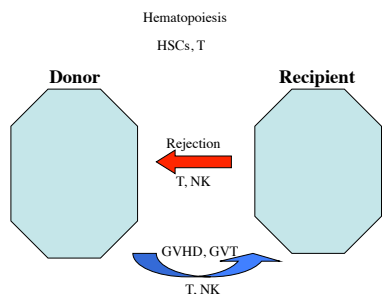 Hematopoiesis
HSCs, T
Donor
Recipient
Rejection
T, NK
GVHD, GVT
T, NK